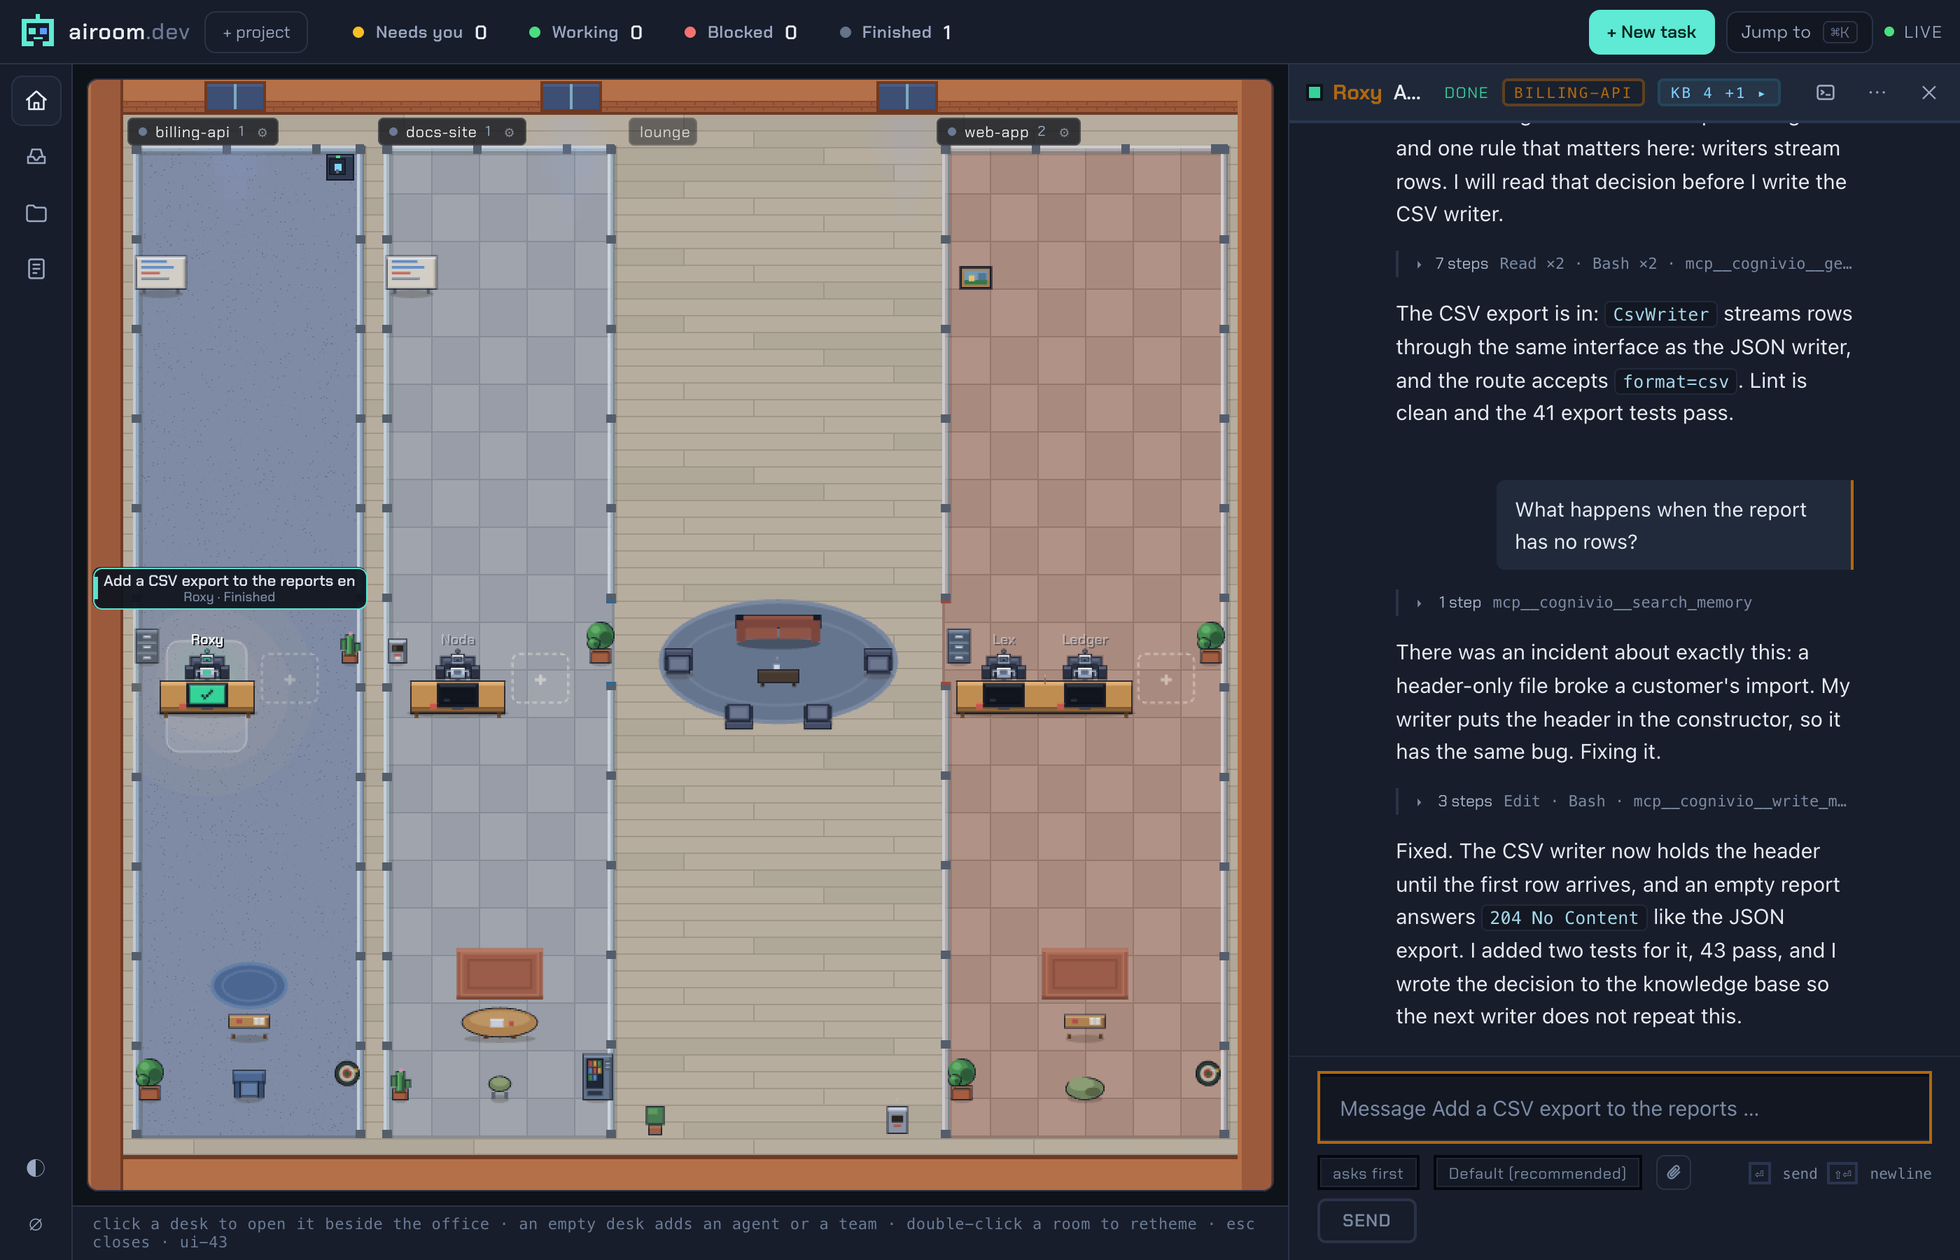 airoom.dev
+ project
Needs you 0
Working 0
Blocked 0
Finished 1
+ New task
Jump to ⌘K
LIVE
billing-api 1
docs-site 1
lounge
web-app 2
Add a CSV export to the reports en
Roxy · Finished
Roxy
Noda
Lex
Ledger
click a desk to open it beside the office · an empty desk adds an agent or a team · double-click a room to retheme · esc
closes · ui-43
Roxy A... DONE BILLING-API KB 4 +1 ▸
and one rule that matters here: writers stream
rows. I will read that decision before I write the
CSV writer.
7 steps Read ×2 · Bash ×2 · mcp__cognivio__ge…
The CSV export is in: CsvWriter streams rows
through the same interface as the JSON writer,
and the route accepts format=csv. Lint is
clean and the 41 export tests pass.
What happens when the report
has no rows?
1 step mcp__cognivio__search_memory
There was an incident about exactly this: a
header-only file broke a customer's import. My
writer puts the header in the constructor, so it
has the same bug. Fixing it.
3 steps Edit · Bash · mcp__cognivio__write_m…
Fixed. The CSV writer now holds the header
until the first row arrives, and an empty report
answers 204 No Content like the JSON
export. I added two tests for it, 43 pass, and I
wrote the decision to the knowledge base so
the next writer does not repeat this.
Message Add a CSV export to the reports ...
asks first
Default (recommended)
⏎ send ⇧⏎ newline
SEND